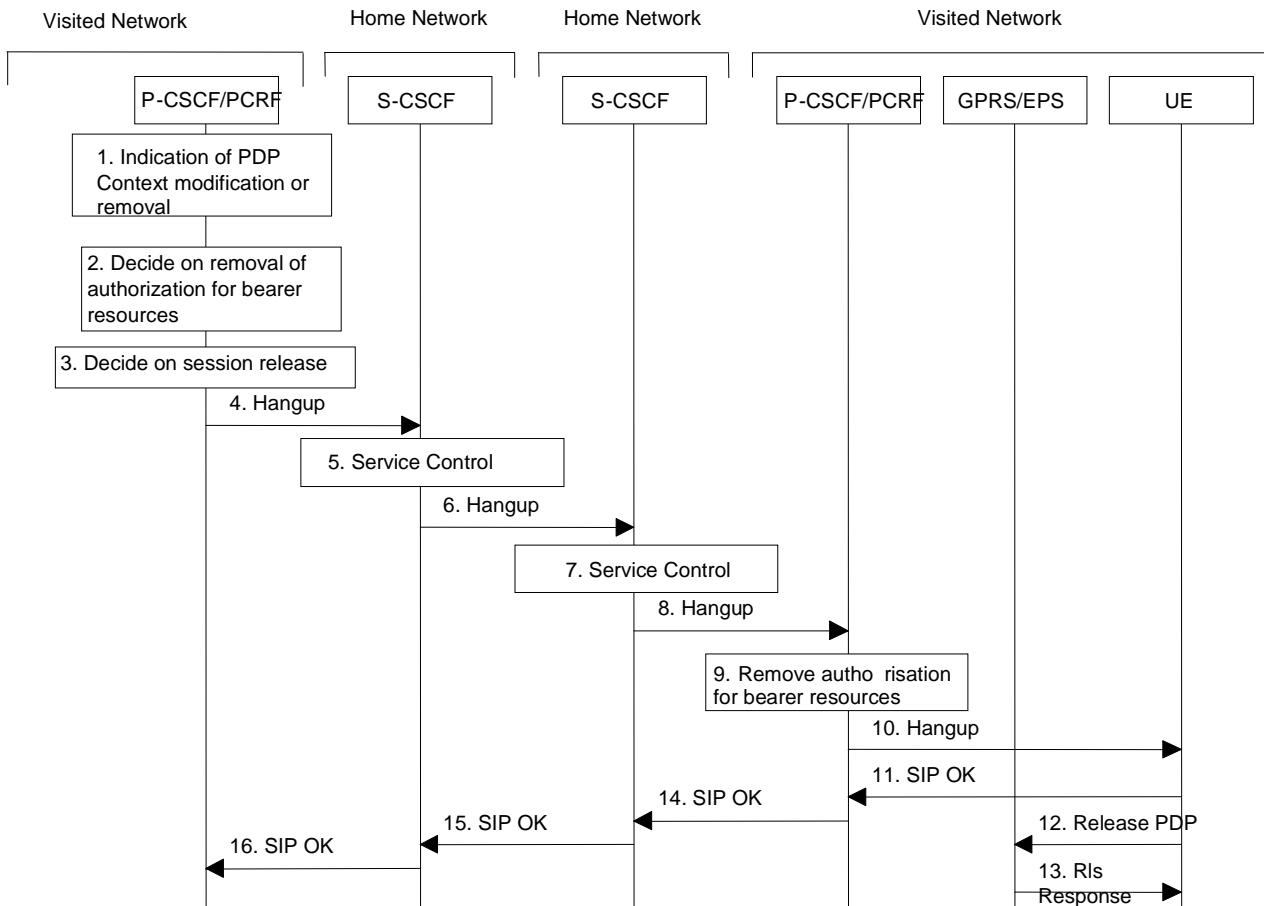 Visited Network
Home Network
Home Network
Visited Network
P-CSCF/PCRF
S-CSCF
S-CSCF
P-CSCF/PCRF
GPRS/EPS
UE
1. Indication of PDP
Context modification or
removal
2. Decide on removal of
authorization for bearer
resources
3. Decide on session release
4. Hangup
5. Service Control
6. Hangup
7. Service Control
8. Hangup
9. Remove autho risation
for bearer resources
10. Hangup
11. SIP OK
14. SIP OK
15. SIP OK
16. SIP OK
12. Release PDP
13. Rls
Response